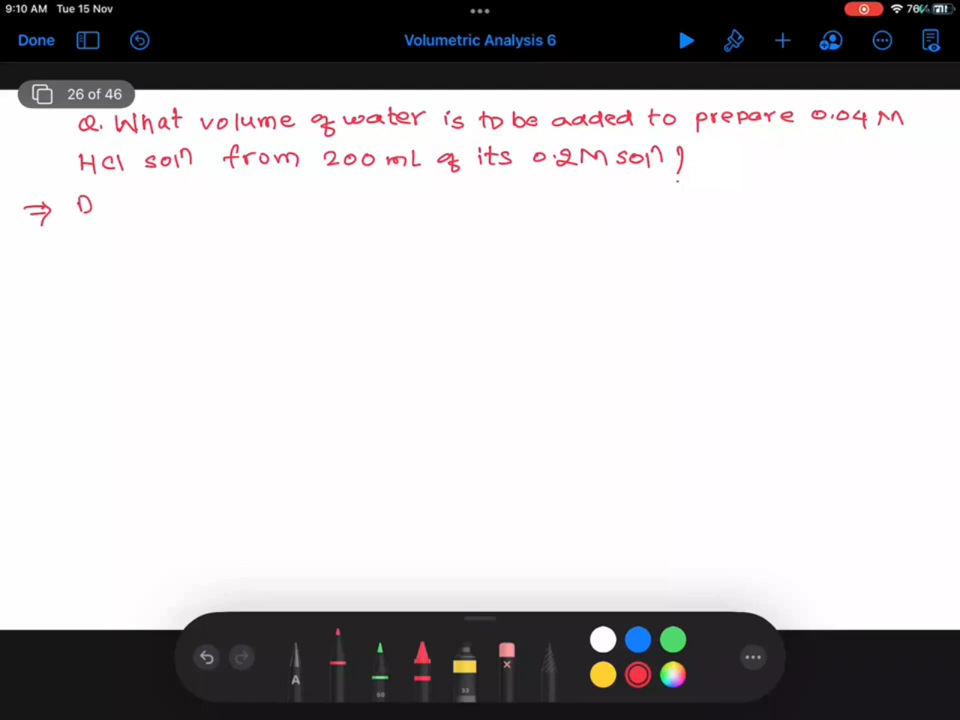 9:10 AM Tue 15 Nov
Done
Volumetric Analysis 6
26 of 46
Q. What volume of water is to be added to prepare 0.04 M
HCl soln from 200 mL of its 0.2M soln?
⇒ D
A